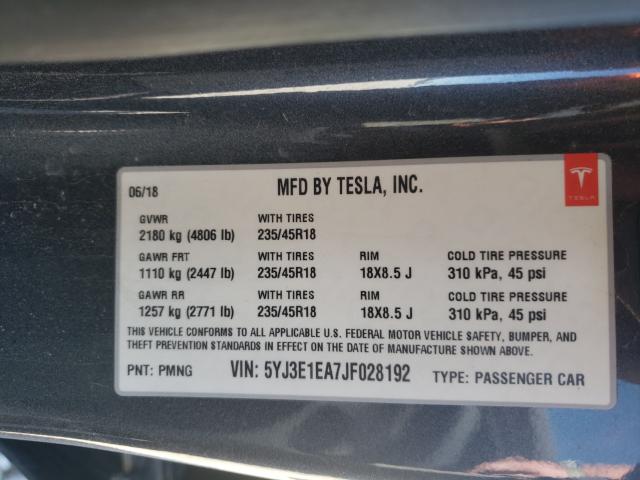 06/18 MFD BY TESLA, INC. TESLA
GVWR WITH TIRES
2180 kg (4806 lb) 235/45R18
GAWR FRT WITH TIRES RIM COLD TIRE PRESSURE
1110 kg (2447 lb) 235/45R18 18X8.5 J 310 kPa, 45 psi
GAWR RR WITH TIRES RIM COLD TIRE PRESSURE
1257 kg (2771 lb) 235/45R18 18X8.5 J 310 kPa, 45 psi
THIS VEHICLE CONFORMS TO ALL APPLICABLE U.S. FEDERAL MOTOR VEHICLE SAFETY, BUMPER, AND
THEFT PREVENTION STANDARDS IN EFFECT ON THE DATE OF MANUFACTURE SHOWN ABOVE.
PNT: PMNG VIN: 5YJ3E1EA7JF028192 TYPE: PASSENGER CAR